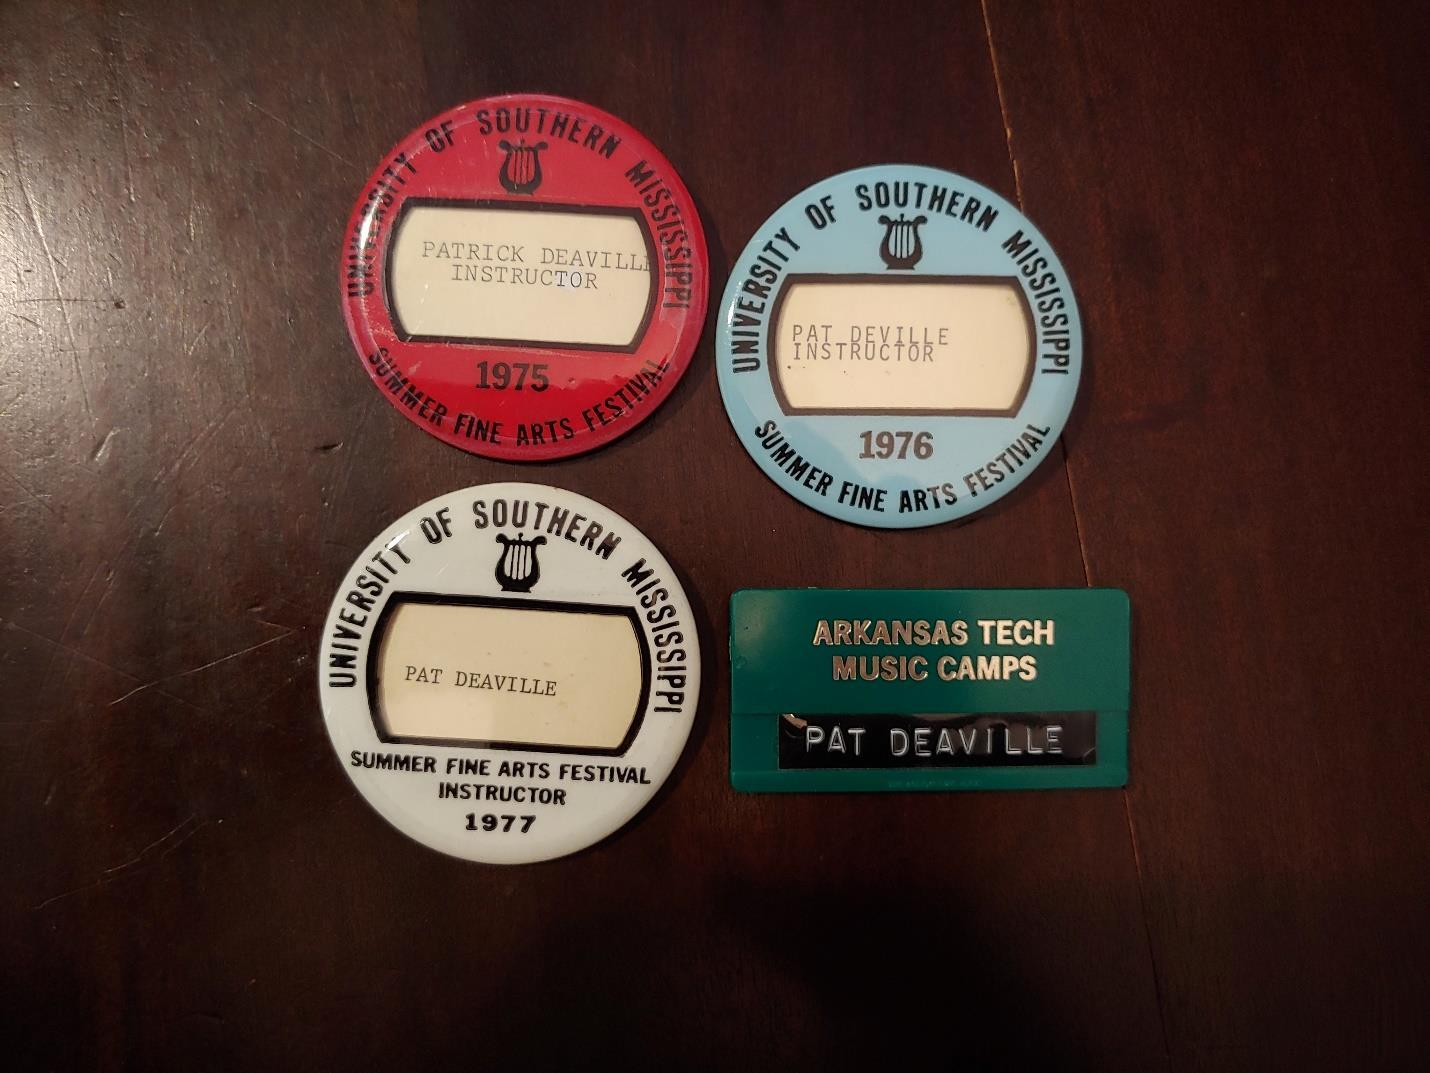 UNIVERSITY OF SOUTHERN MISSISSIPPI
PATRICK DEAVILLE
INSTRUCTOR
1975
SUMMER FINE ARTS FESTIVAL
UNIVERSITY OF SOUTHERN MISSISSIPPI
PAT DEVILLE
INSTRUCTOR
1976
SUMMER FINE ARTS FESTIVAL
UNIVERSITY OF SOUTHERN MISSISSIPPI
PAT DEAVILLE
SUMMER FINE ARTS FESTIVAL
INSTRUCTOR
1977
ARKANSAS TECH
MUSIC CAMPS
PAT DEAVILLE